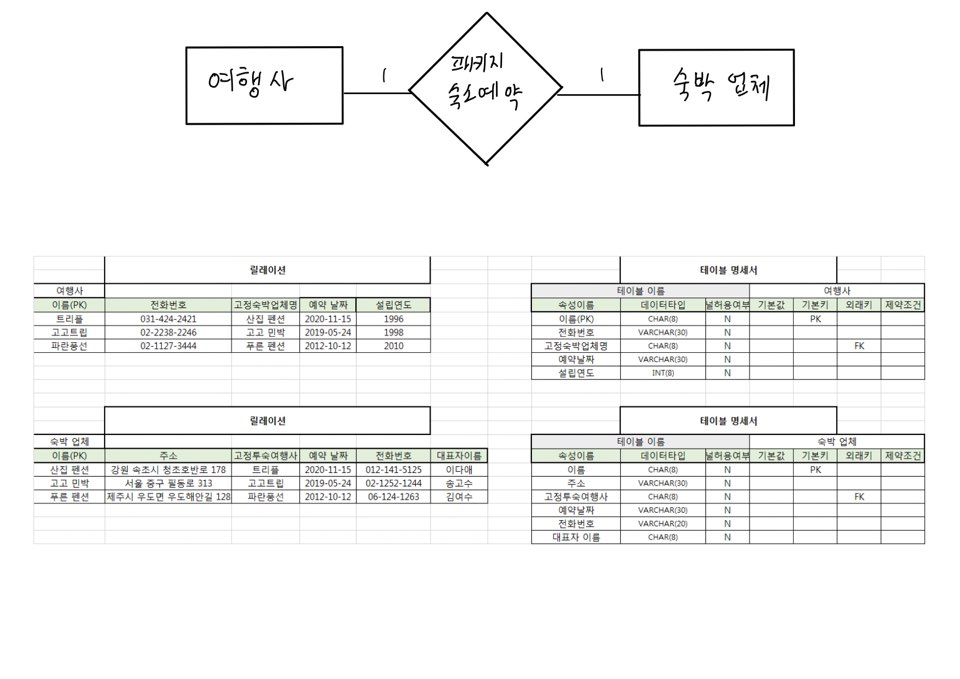 여행사 1 패키지 숙소예약 1 숙박 업체
릴레이션
여행사
이름(PK) 전화번호 고정숙박업체명 예약 날짜 설립연도
트리플 031-424-2421 산집 펜션 2020-11-15 1996
고고트립 02-2238-2246 고고 민박 2019-05-24 1998
파란풍선 02-1127-3444 푸른 펜션 2012-10-12 2010
테이블 명세서
테이블 이름 여행사
속성이름 데이터타입 널허용여부 기본값 기본키 외래키 제약조건
이름(PK) CHAR(8) N PK
전화번호 VARCHAR(30) N
고정숙박업체명 CHAR(8) N FK
예약날짜 VARCHAR(30) N
설립연도 INT(8) N
릴레이션
숙박 업체
이름(PK) 주소 고정투숙여행사 예약 날짜 전화번호 대표자이름
산집 펜션 강원 속초시 청초호반로 178 트리플 2020-11-15 012-141-5125 이다애
고고 민박 서울 중구 필동로 313 고고트립 2019-05-24 02-1252-1244 송고수
푸른 펜션 제주시 우도면 우도해안길 128 파란풍선 2012-10-12 06-124-1263 김여수
테이블 명세서
테이블 이름 숙박 업체
속성이름 데이터타입 널허용여부 기본값 기본키 외래키 제약조건
이름 CHAR(8) N PK
주소 VARCHAR(30) N
고정투숙여행사 CHAR(8) N FK
예약날짜 VARCHAR(30) N
전화번호 VARCHAR(20) N
대표자 이름 CHAR(8) N